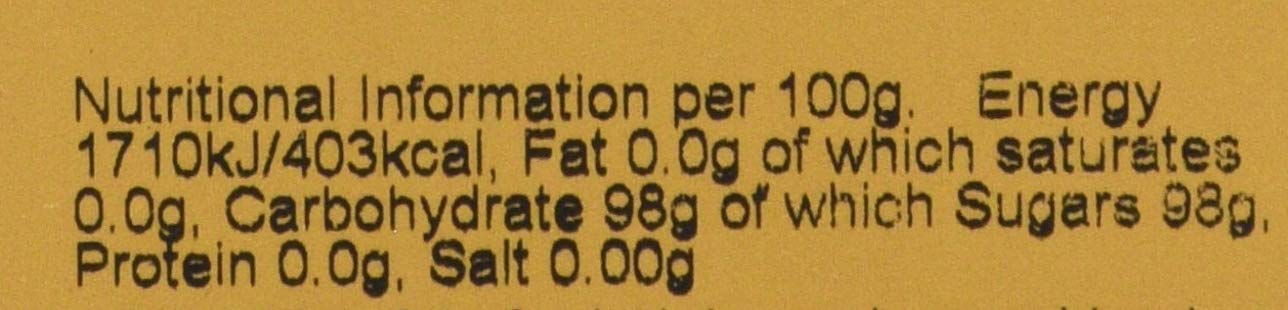 Nutritional Information per 100g. Energy
1710kJ/403kcal, Fat 0.0g of which saturates
0.0g, Carbohydrate 98g of which Sugars 98g,
Protein 0.0g, Salt 0.00g